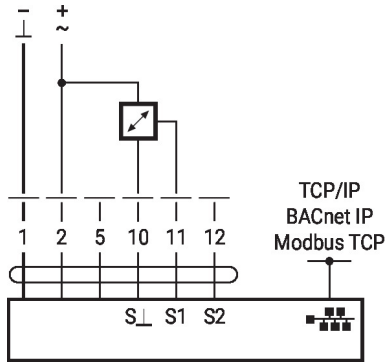 − +
⊥ ~
TCP/IP
BACnet IP
Modbus TCP
1 2 5 10 11 12
S⊥ S1 S2